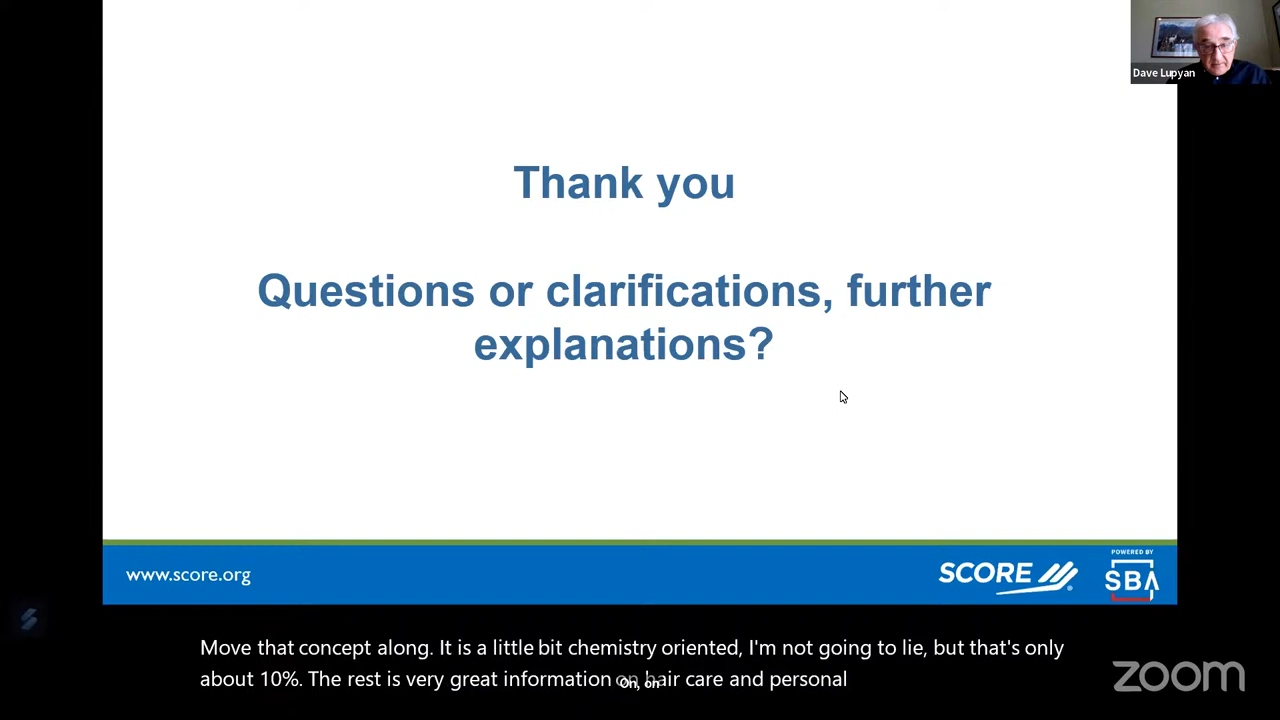 Dave Lupyan
Thank you
Questions or clarifications, further
explanations?
www.score.org
SCORE
POWERED BY
SBA
Move that concept along. It is a little bit chemistry oriented, I'm not going to lie, but that's only
about 10%. The rest is very great information on hair care and personal
On, on
zoom